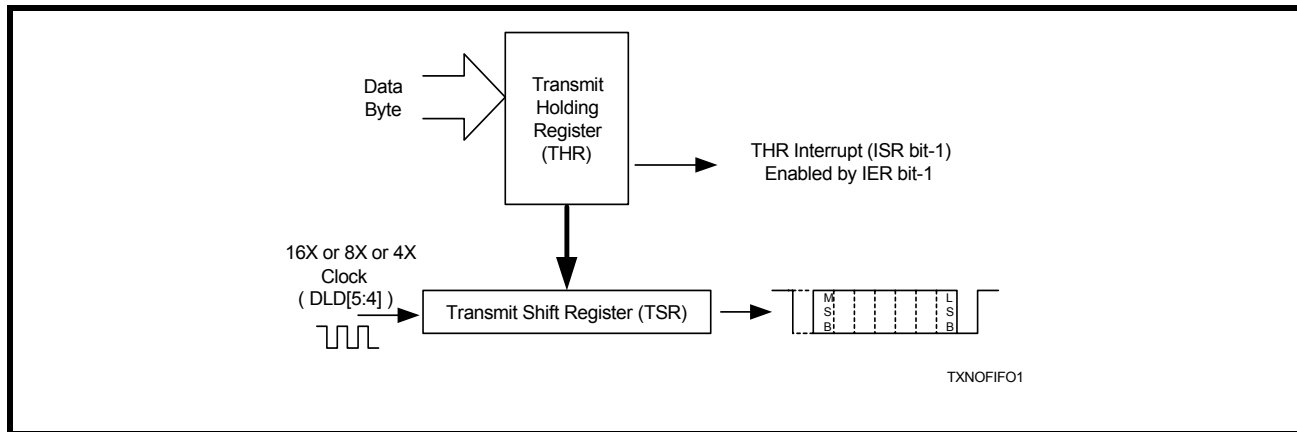 Data
Byte
Transmit
Holding
Register
(THR)
THR Interrupt (ISR bit-1)
Enabled by IER bit-1
16X or 8X or 4X
Clock
( DLD[5:4] )
Transmit Shift Register (TSR)
M
S
B
L
S
B
TXNOFIFO1